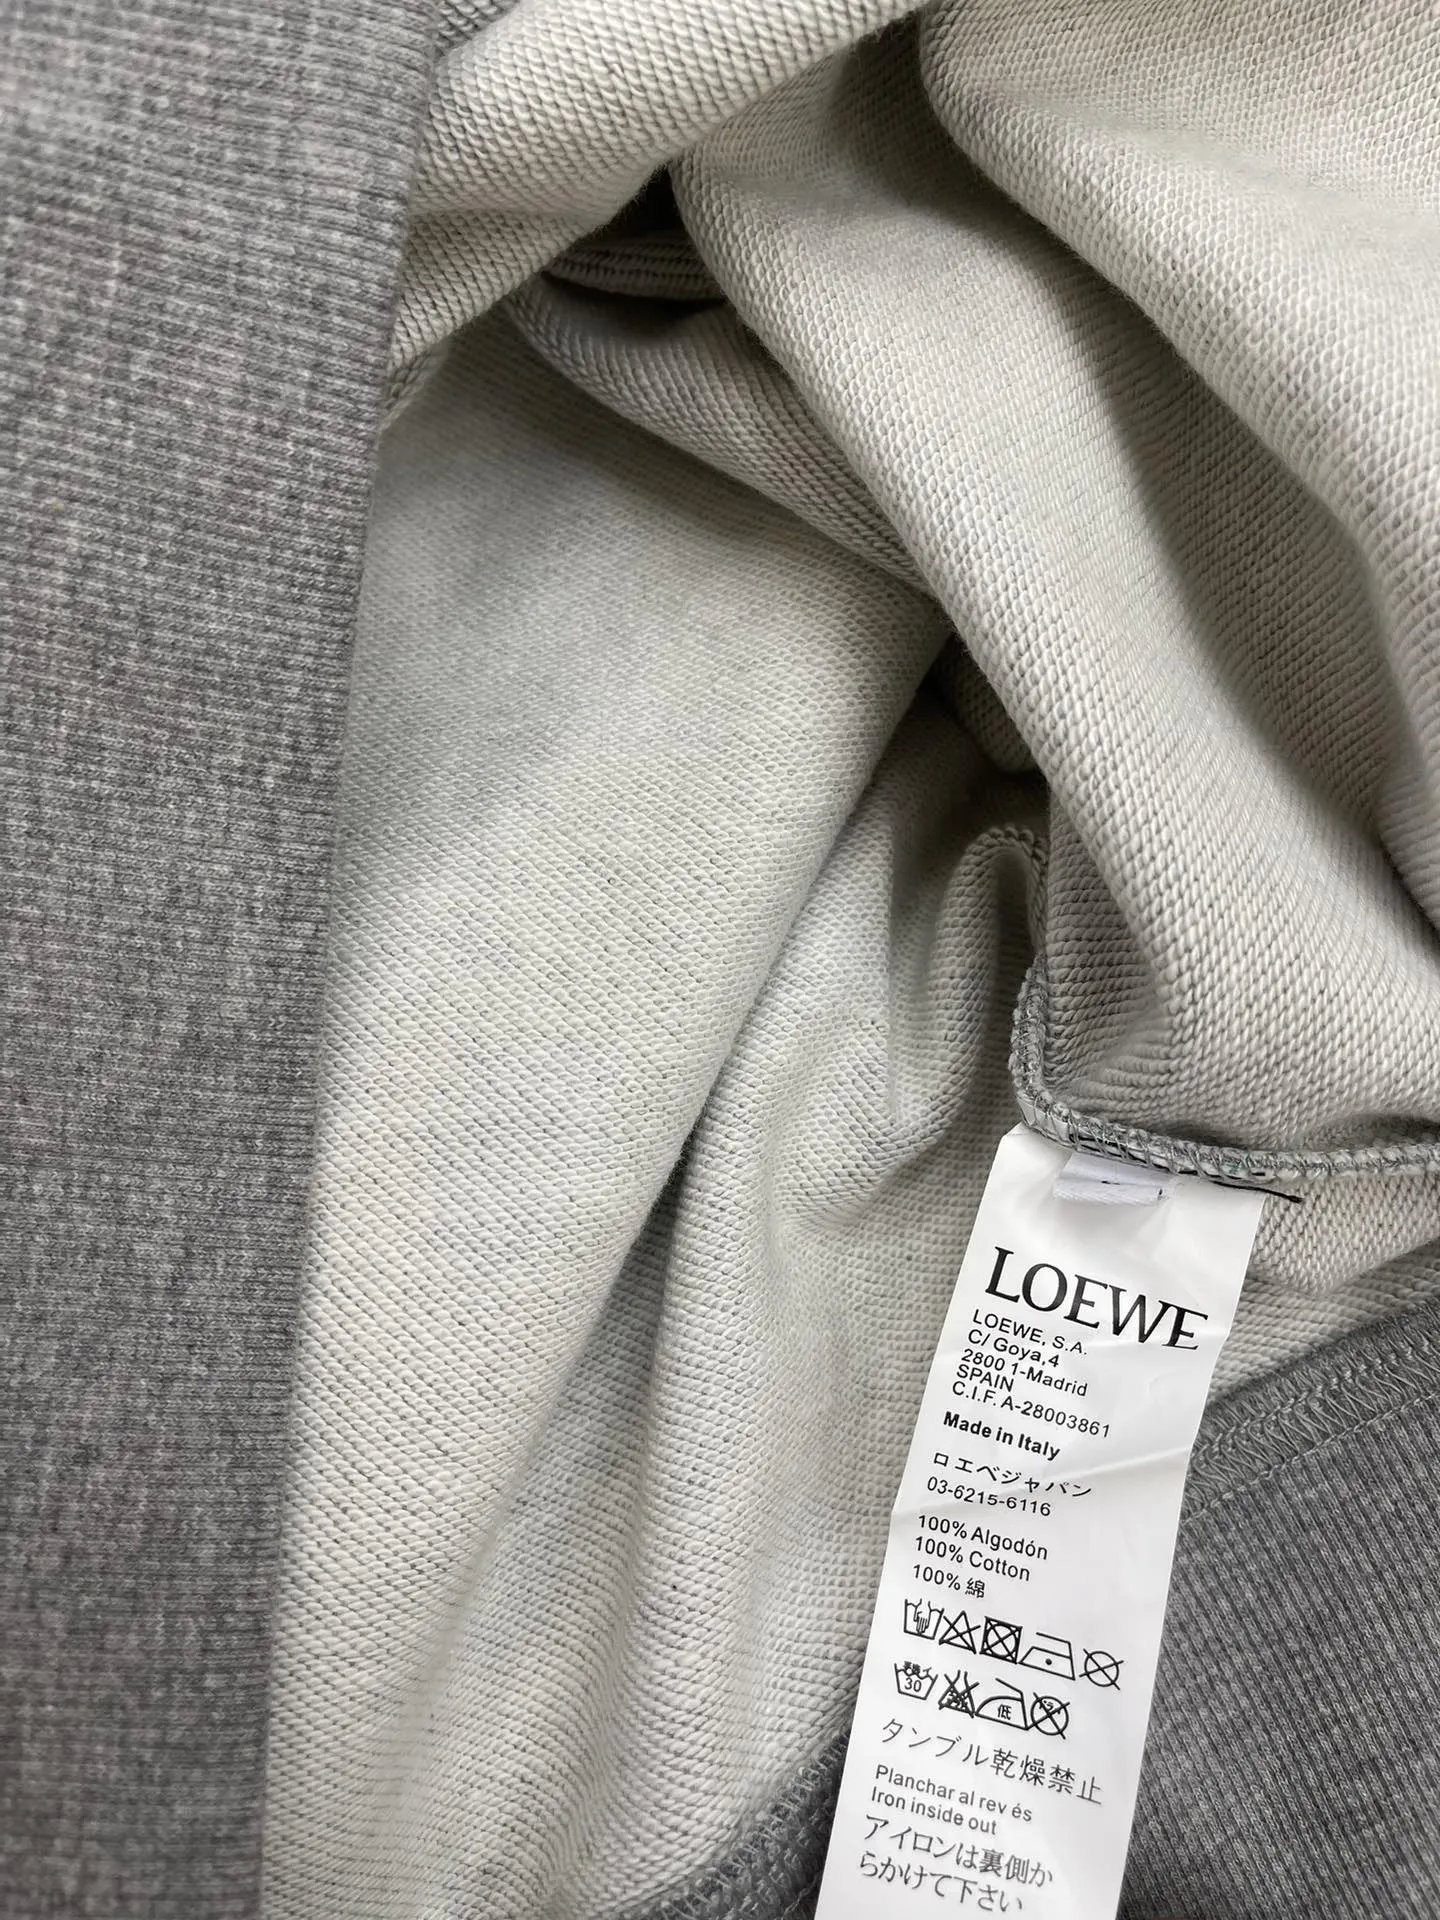 LOEWE
LOEWE, S.A.
C/ Goya,4
2800 1-Madrid
SPAIN
C.I.F. A-28003861
Made in Italy
ロエベジャパン
03-6215-6116
100% Algodón
100% Cotton
100% 綿
30 低
タンブル乾燥禁止
Planchar al rev és
Iron inside out
アイロンは裏側か
らかけて下さい